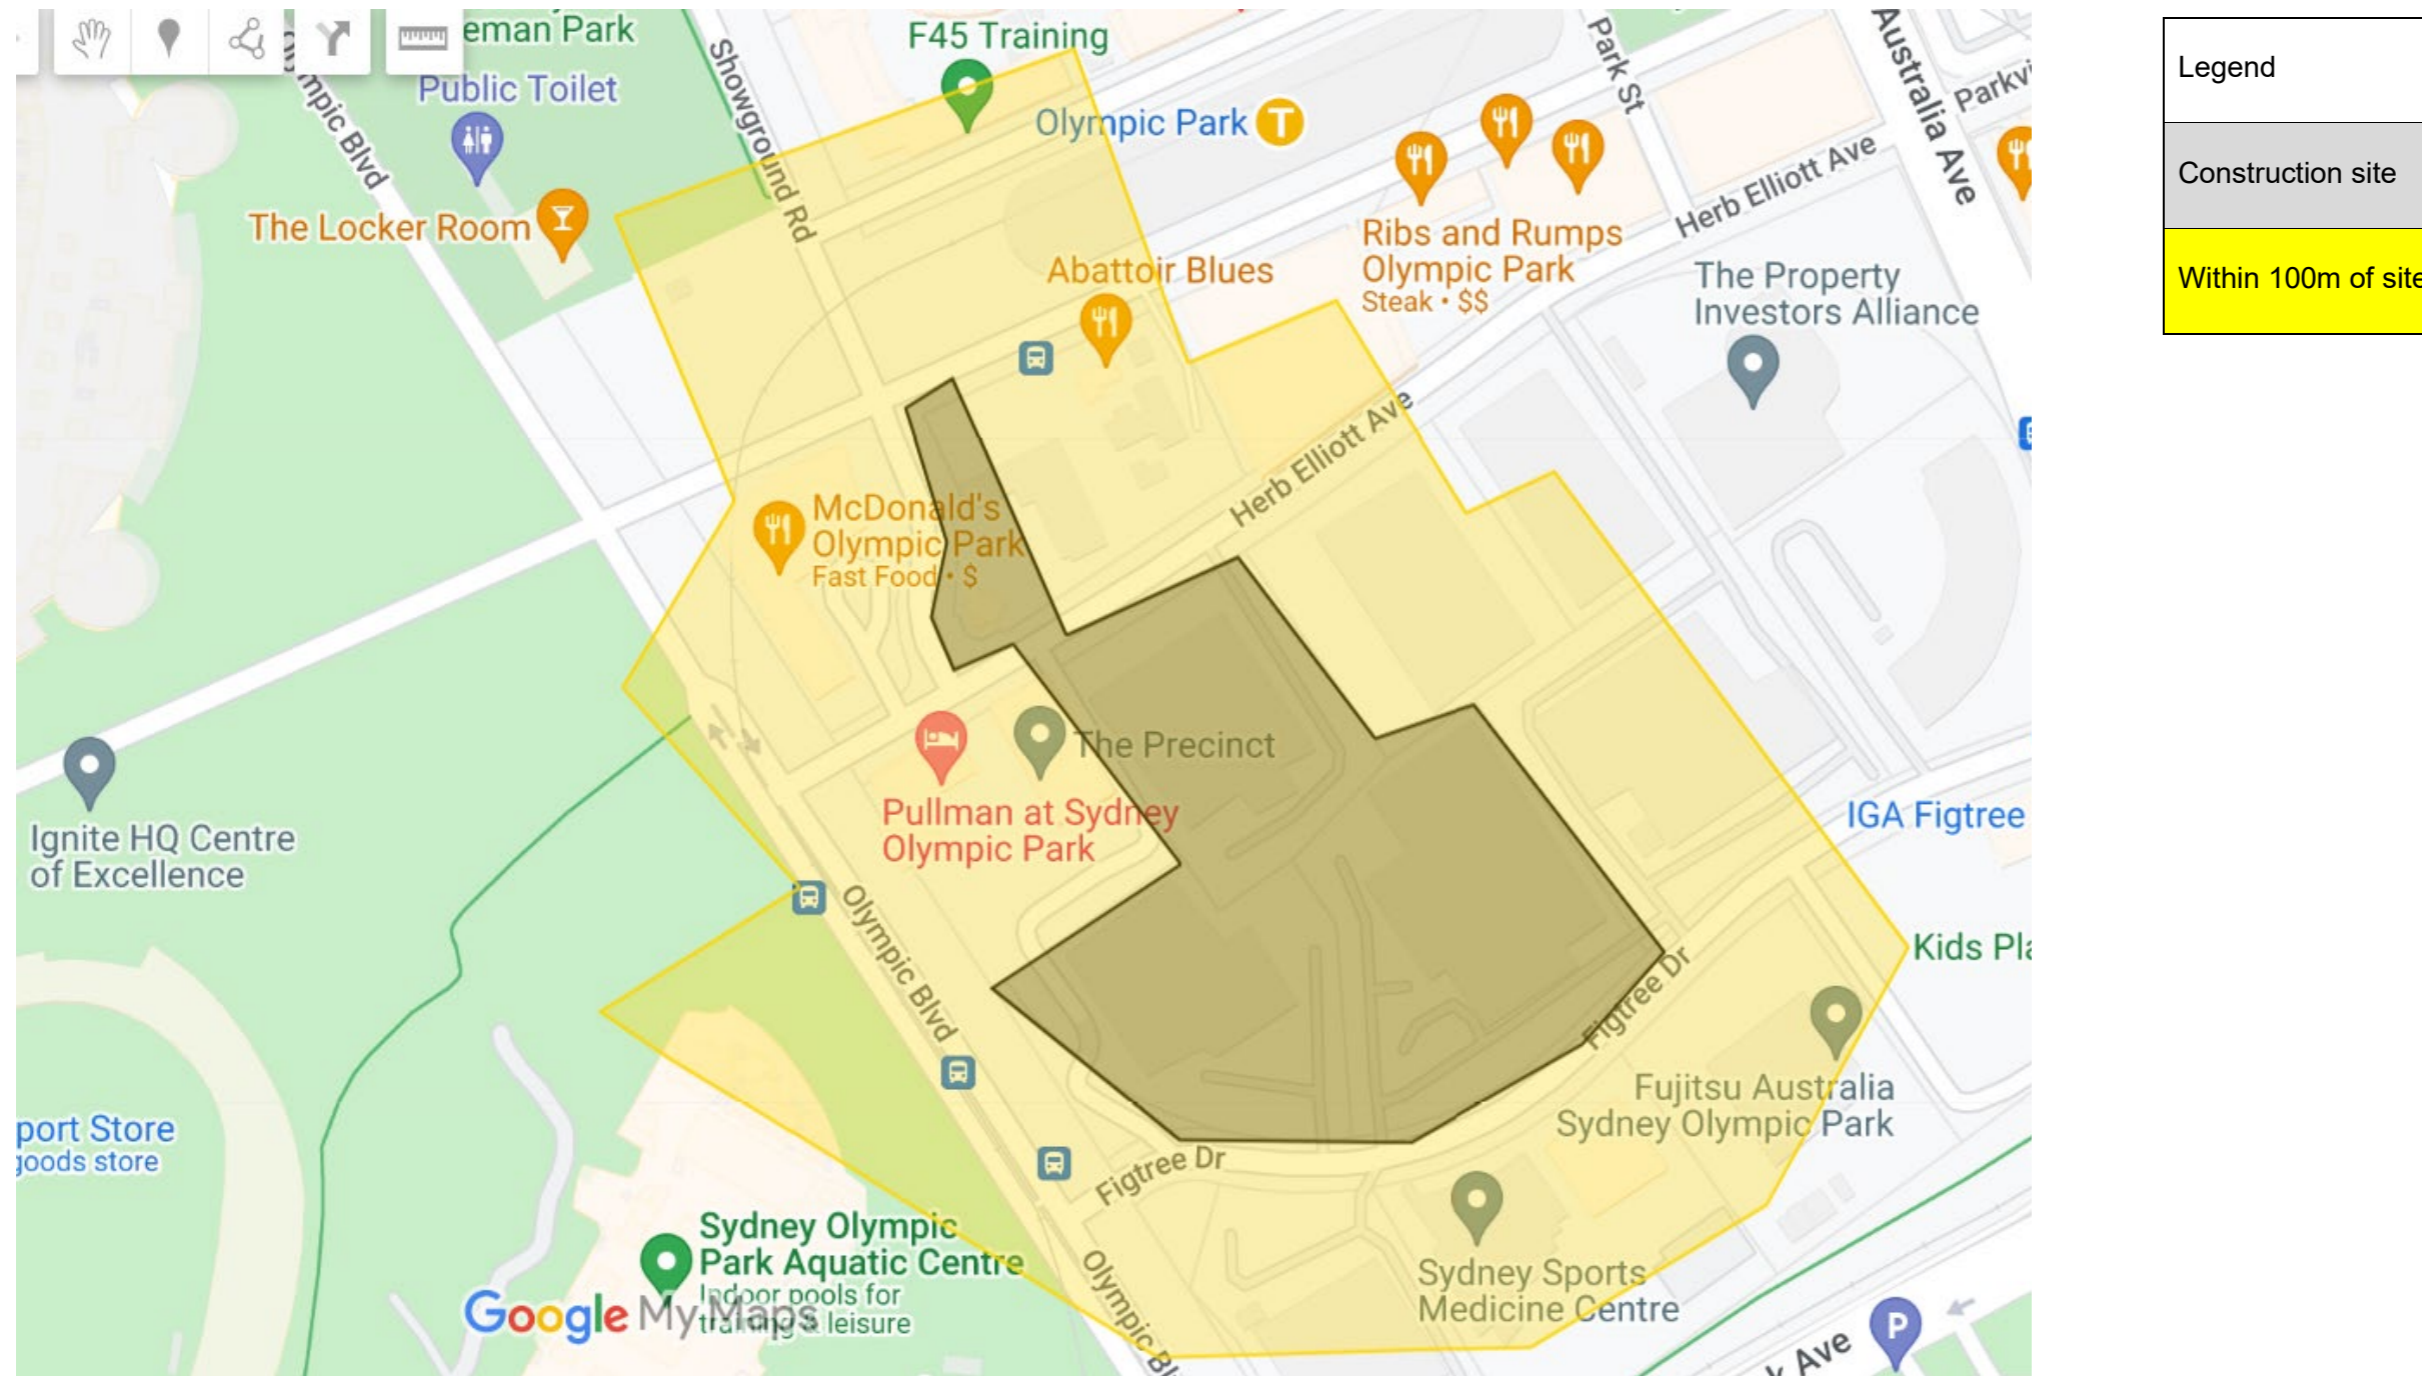 eman Park
F45 Training
Public Toilet
Showground Rd
Park St
Australia Ave
Parkvi
mpic Blvd
Olympic Park
T
The Locker Room
Herb Elliott Ave
Ribs and Rumps
Olympic Park
Steak • $$
Abattoir Blues
The Property
Investors Alliance
Herb Elliott Ave
McDonald's
Olympic Park
Fast Food • $
The Precinct
Pullman at Sydney
Olympic Park
IGA Figtree
Ignite HQ Centre
of Excellence
Olympic Blvd
Kids Pla
Figtree Dr
Fujitsu Australia
Sydney Olympic Park
port Store
goods store
Figtree Dr
Sydney Olympic
Park Aquatic Centre
Indoor pools for
training & leisure
Google My Maps
Olympic Bl
Sydney Sports
Medicine Centre
k Ave
P
Legend
Construction site
Within 100m of site